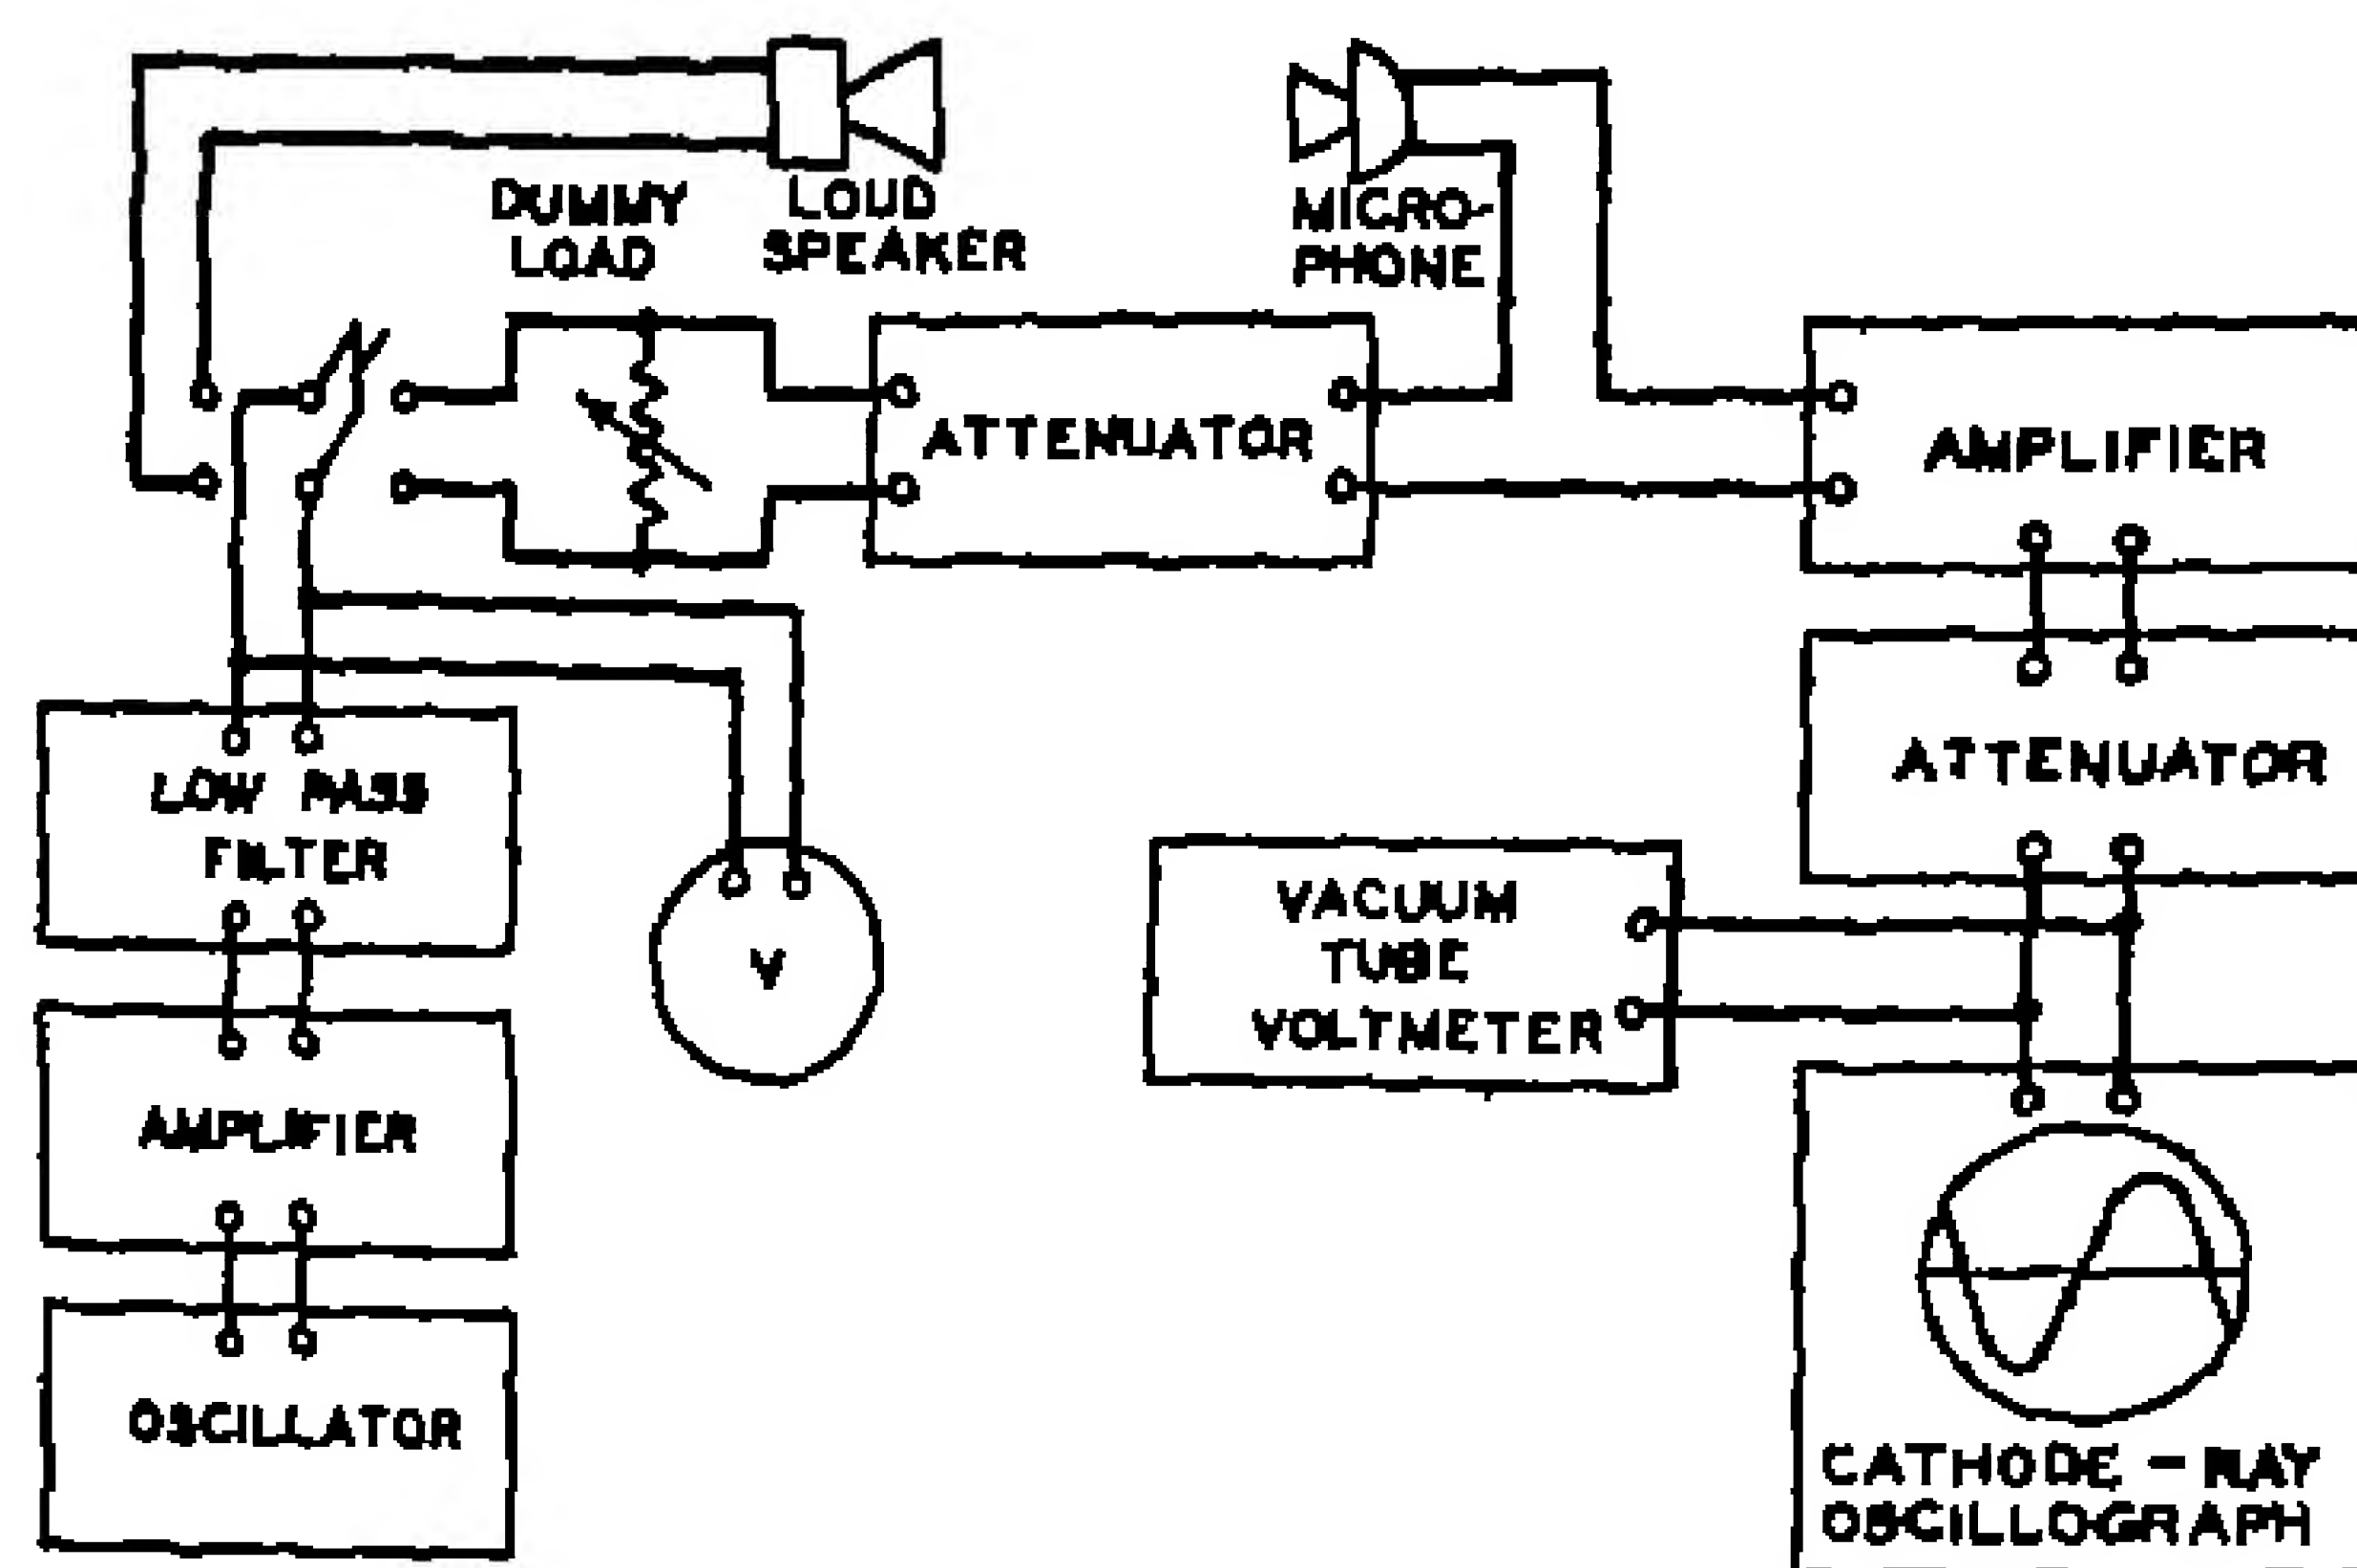 DUMMY
LOAD
LOUD
SPEAKER
MICRO-
PHONE
ATTENUATOR
AMPLIFIER
ATTENUATOR
LOW PASS
FILTER
V
VACUUM
TUBE
VOLTMETER
AMPLIFIER
OSCILLATOR
CATHODE - RAY
OSCILLOGRAPH